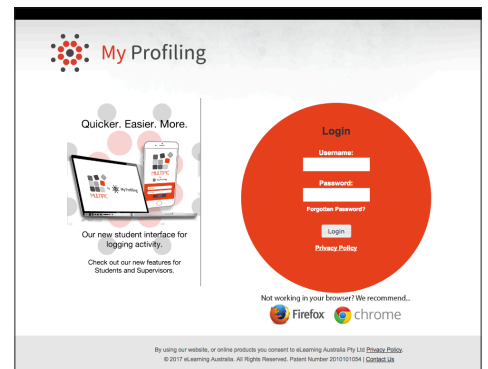 My Profiling
Quicker. Easier. More.
MULTIPIC
MULTIPIC
by
My Profiling
Our new student interface for
logging activity.
Check out our new features for
Students and Supervisors.
Login
Username:
Password:
Forgotten Password?
Login
Privacy Policy
Not working in your browser? We recommend...
Firefox
chrome
By using our website, or online products you consent to eLearning Australia Pty Ltd Privacy Policy.
© 2017 eLearning Australia. All Rights Reserved. Patent Number 2010101054 | Contact Us